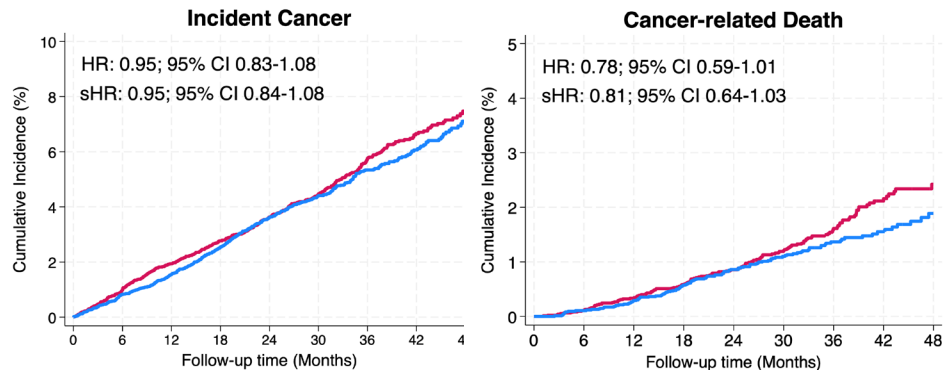 Incident Cancer
HR: 0.95; 95% CI 0.83-1.08
sHR: 0.95; 95% CI 0.84-1.08
Cumulative Incidence (%)
10
8
6
4
2
0
0 6 12 18 24 30 36 42 4
Follow-up time (Months)
Cancer-related Death
HR: 0.78; 95% CI 0.59-1.01
sHR: 0.81; 95% CI 0.64-1.03
Cumulative Incidence (%)
5
4
3
2
1
0
0 6 12 18 24 30 36 42 48
Follow-up time (Months)